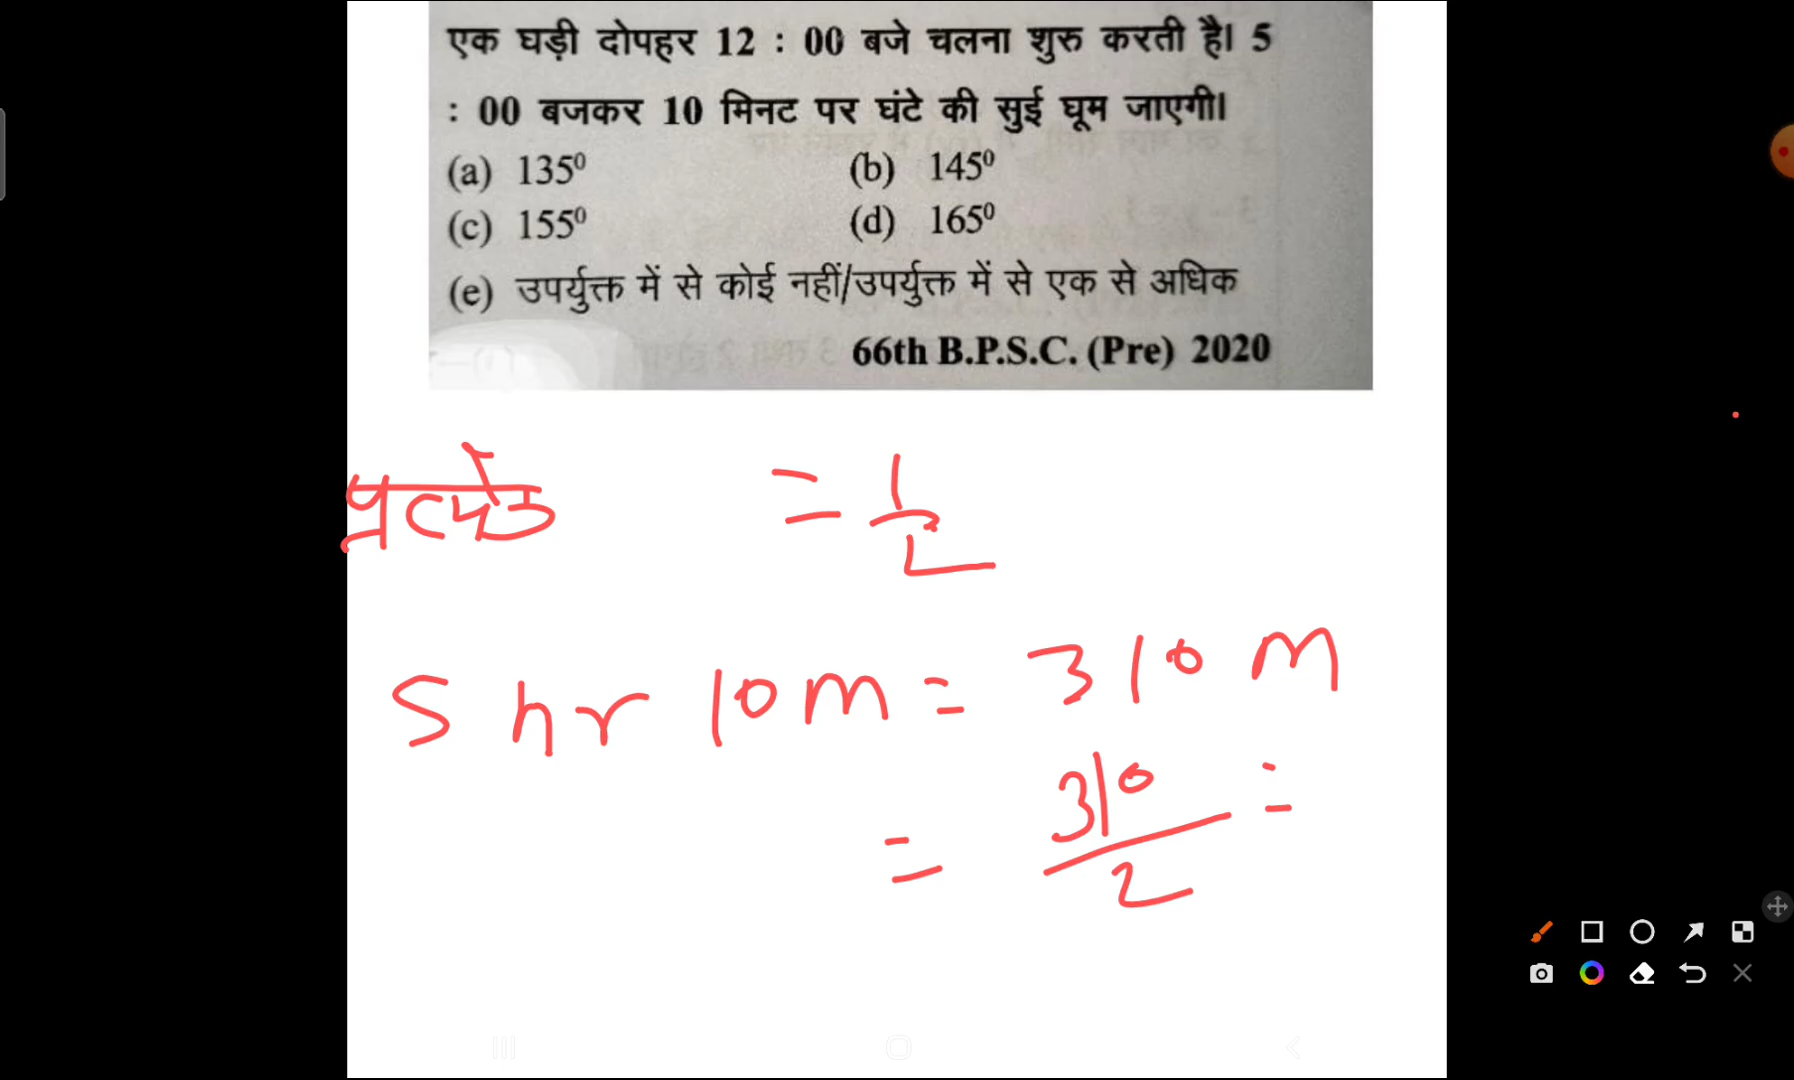 एक घड़ी दोपहर 12 : 00 बजे चलना शुरु करती है। 5
: 00 बजकर 10 मिनट पर घंटे की सुई घूम जाएगी।
(a) 135⁰ (b) 145⁰
(c) 155⁰ (d) 165⁰
(e) उपर्युक्त में से कोई नहीं/उपर्युक्त में से एक से अधिक
66th B.P.S.C. (Pre) 2020
= 1/2
5 hr 10 m = 310 m
= 310/2 =